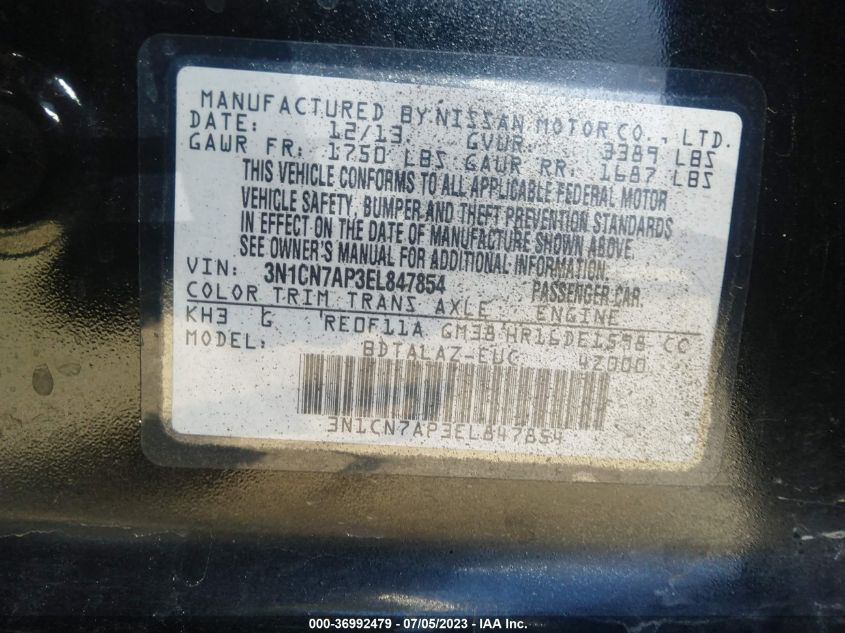 MANUFACTURED BY NISSAN MOTOR CO., LTD.
DATE: 12/13 GVWR 3389 LBS
GAWR FR: 1750 LBS GAWR RR. 1687 LBS
THIS VEHICLE CONFORMS TO ALL APPLICABLE FEDERAL MOTOR
VEHICLE SAFETY, BUMPER AND THEFT PREVENTION STANDARDS
IN EFFECT ON THE DATE OF MANUFACTURE SHOWN ABOVE.
SEE OWNER'S MANUAL FOR ADDITIONAL INFORMATION.
VIN: 3N1CN7AP3EL847854 PASSENGER CAR
COLOR TRIM TRANS AXLE ENGINE
KH3 G RE0F11A GM38 HR16DE1598 CC
MODEL: BDTALAZ-EUC 4Z000
3N1CN7AP3EL847854
000-36992479 - 07/05/2023 - IAA Inc.